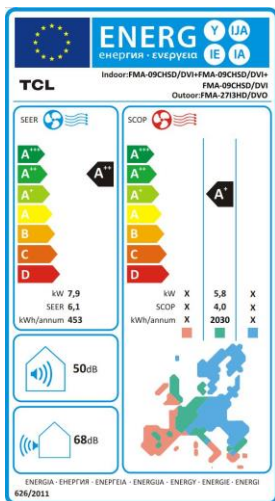 ENERG Y IJA IE IA
енергия · ενεργεια
TCL
Indoor:FMA-09CHSD/DVI+FMA-09CHSD/DVI+
FMA-09CHSD/DVI
Outoor:FMA-27I3HD/DVO
SEER
A+++
A++
A+
A
B
C
D
A++
kW 7,9
SEER 6,1
kWh/annum 453
SCOP
A+++
A++
A+
A
B
C
D
A+
kW X 5,8 X
SCOP X 4,0 X
kWh/annum X 2030 X
50dB
68dB
ENERGIA · ЕНЕРГИЯ · ΕΝΕΡΓΕΙΑ · ENERGIJA · ENERGY · ENERGIE · ENERGI
626/2011